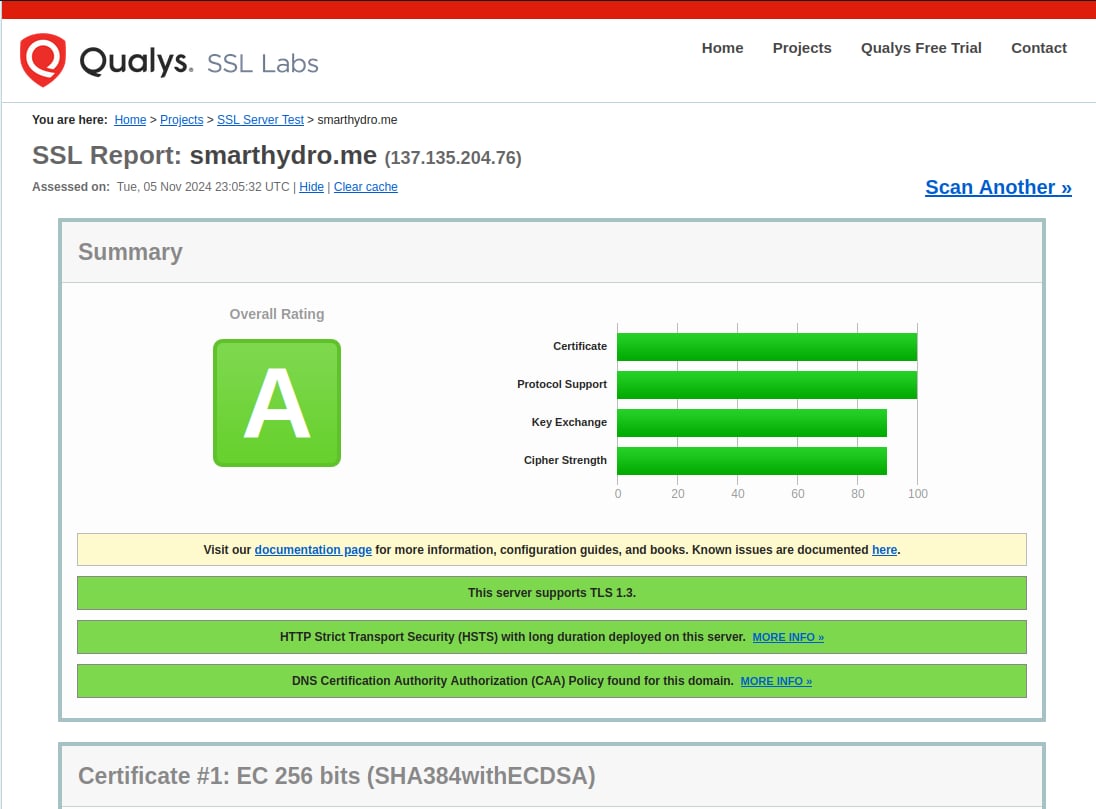 Qualys. SSL Labs
Home Projects Qualys Free Trial Contact
You are here: Home > Projects > SSL Server Test > smarthydro.me
SSL Report: smarthydro.me (137.135.204.76)
Assessed on: Tue, 05 Nov 2024 23:05:32 UTC | Hide | Clear cache
Scan Another »
Summary
Overall Rating
A
Certificate
Protocol Support
Key Exchange
Cipher Strength
0 20 40 60 80 100
Visit our documentation page for more information, configuration guides, and books. Known issues are documented here.
This server supports TLS 1.3.
HTTP Strict Transport Security (HSTS) with long duration deployed on this server. MORE INFO »
DNS Certification Authority Authorization (CAA) Policy found for this domain. MORE INFO »
Certificate #1: EC 256 bits (SHA384withECDSA)